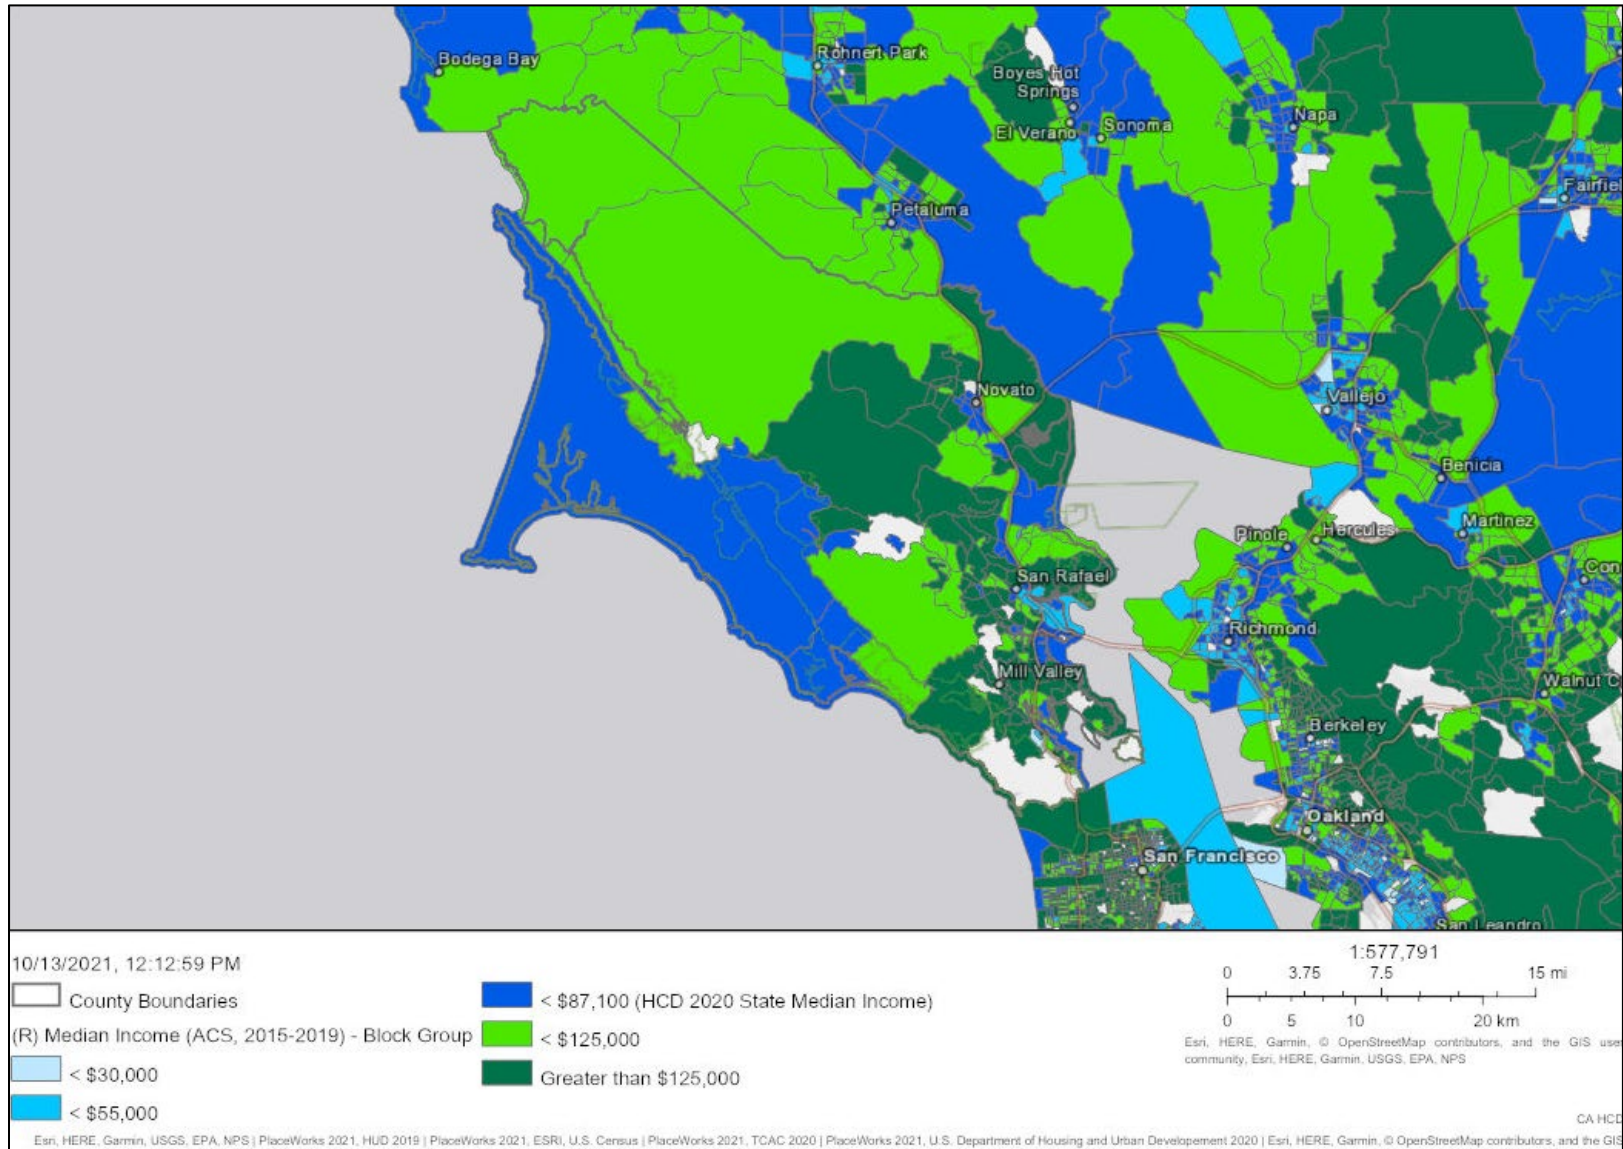 Bodega Bay
Rohnert Park
Boyes Hot
Springs
El Verano
Sonoma
Napa
Fairfiel
Petaluma
Novato
Vallejo
Benicia
Martinez
Pinole
Hercules
Con
San Rafael
Richmond
Mill Valley
Walnut C
Berkeley
Oakland
San Francisco
San Leandro
10/13/2021, 12:12:59 PM
County Boundaries
(R) Median Income (ACS, 2015-2019) - Block Group
< $30,000
< $55,000
< $87,100 (HCD 2020 State Median Income)
< $125,000
Greater than $125,000
1:577,791
0 3.75 7.5 15 mi
0 5 10 20 km
Esri, HERE, Garmin, © OpenStreetMap contributors, and the GIS user
community, Esri, HERE, Garmin, USGS, EPA, NPS
CA HCD
Esri, HERE, Garmin, USGS, EPA, NPS | PlaceWorks 2021, HUD 2019 | PlaceWorks 2021, ESRI, U.S. Census | PlaceWorks 2021, TCAC 2020 | PlaceWorks 2021, U.S. Department of Housing and Urban Developement 2020 | Esri, HERE, Garmin, © OpenStreetMap contributors, and the GIS